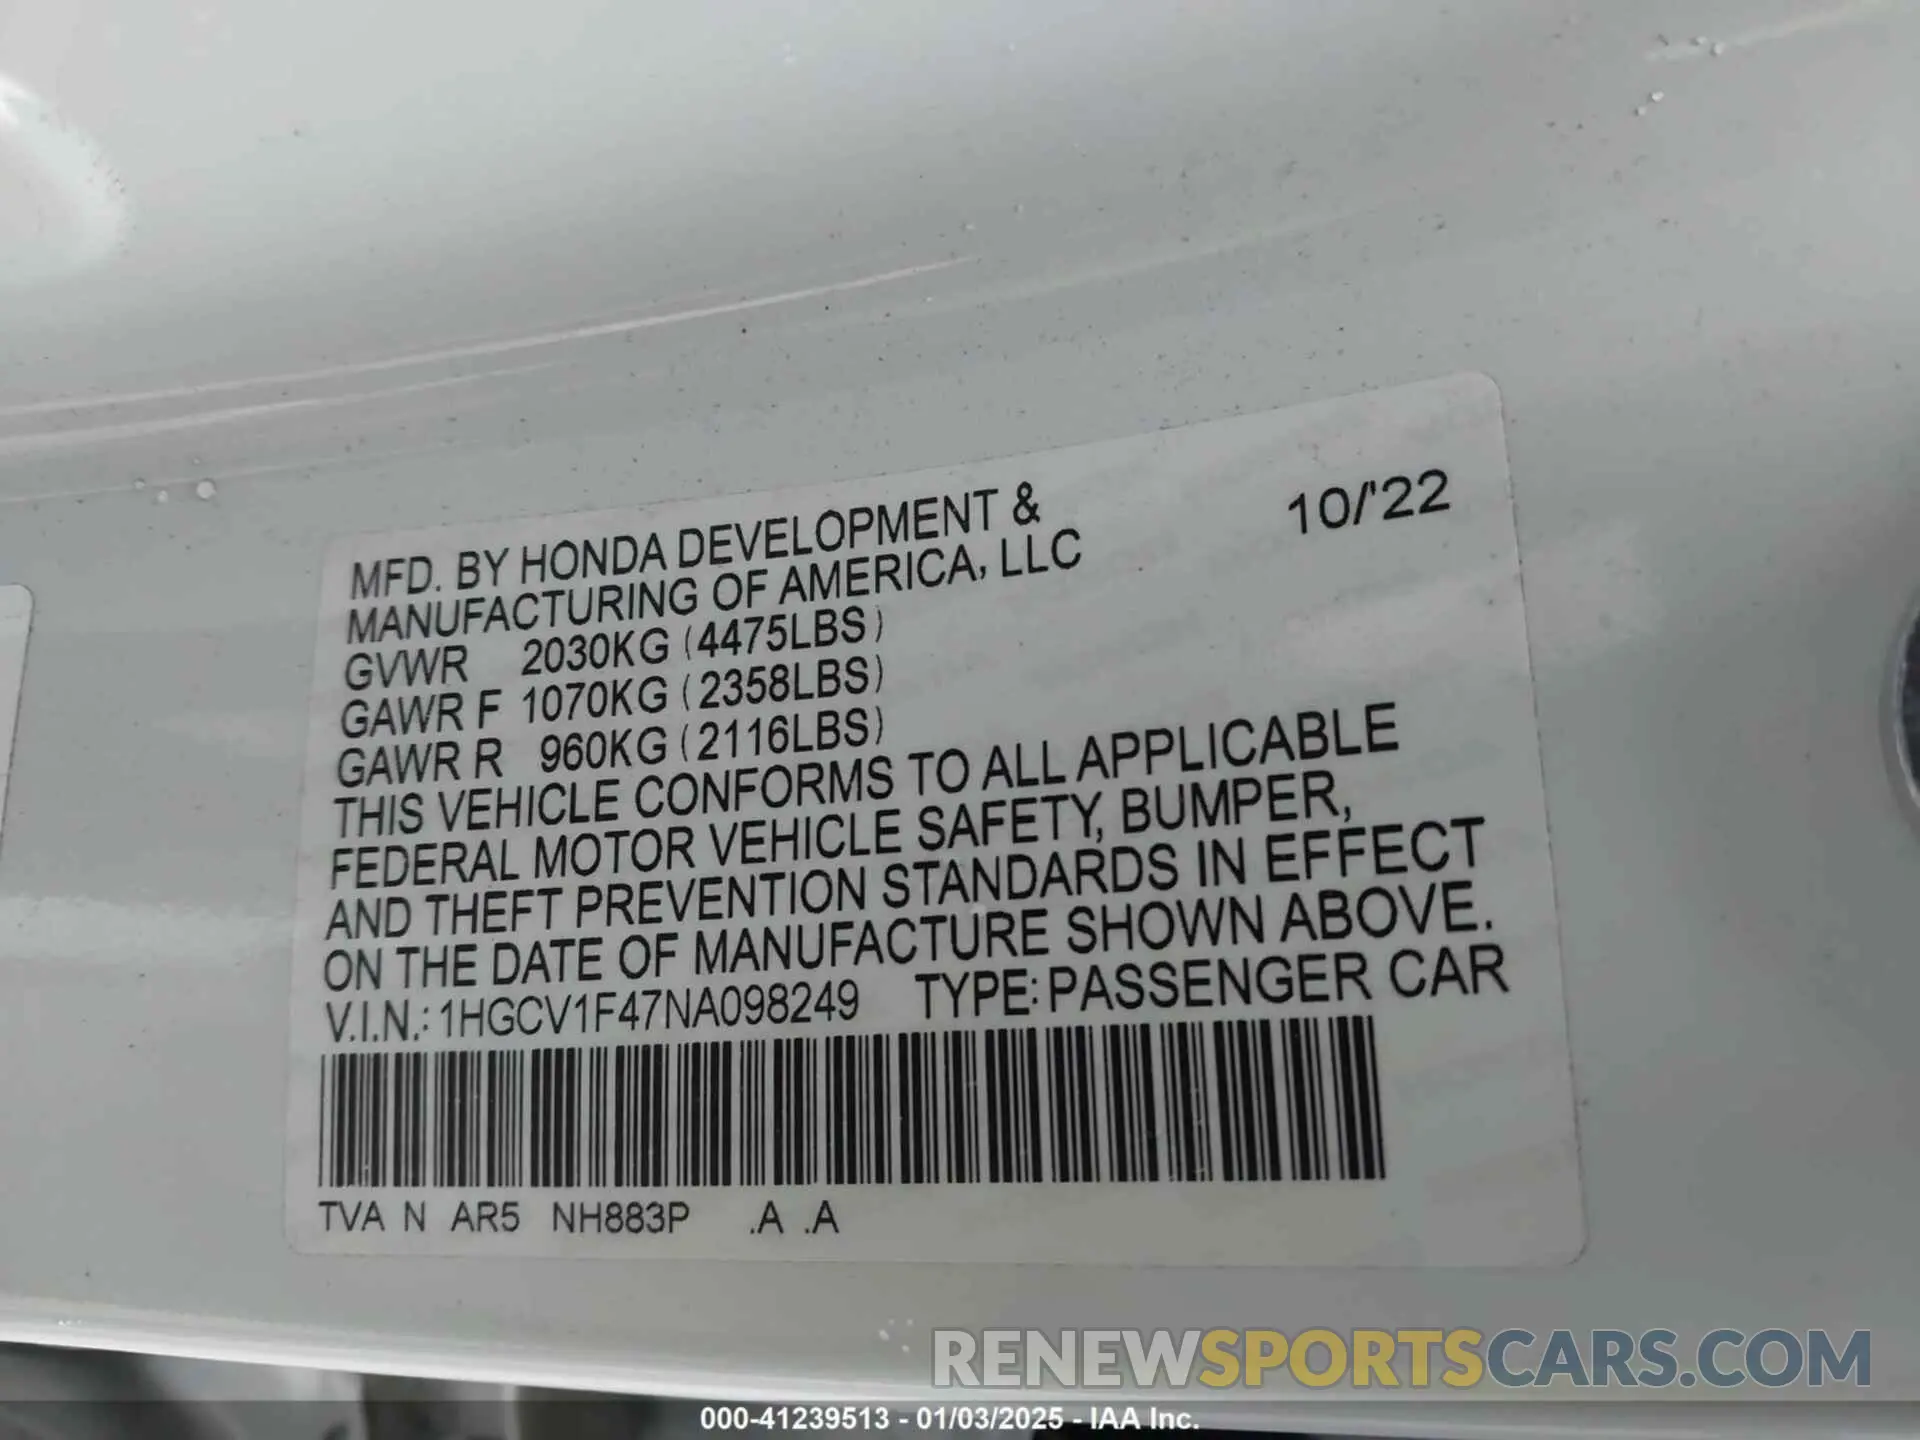 MFD. BY HONDA DEVELOPMENT & 10/'22
MANUFACTURING OF AMERICA, LLC
GVWR 2030KG (4475LBS)
GAWR F 1070KG (2358LBS)
GAWR R 960KG (2116LBS)
THIS VEHICLE CONFORMS TO ALL APPLICABLE
FEDERAL MOTOR VEHICLE SAFETY, BUMPER,
AND THEFT PREVENTION STANDARDS IN EFFECT
ON THE DATE OF MANUFACTURE SHOWN ABOVE.
V.I.N.: 1HGCV1F47NA098249 TYPE: PASSENGER CAR
TVA N AR5 NH883P .A .A
RENEWSPORTSCARS.COM
000-41239513 - 01/03/2025 - IAA Inc.